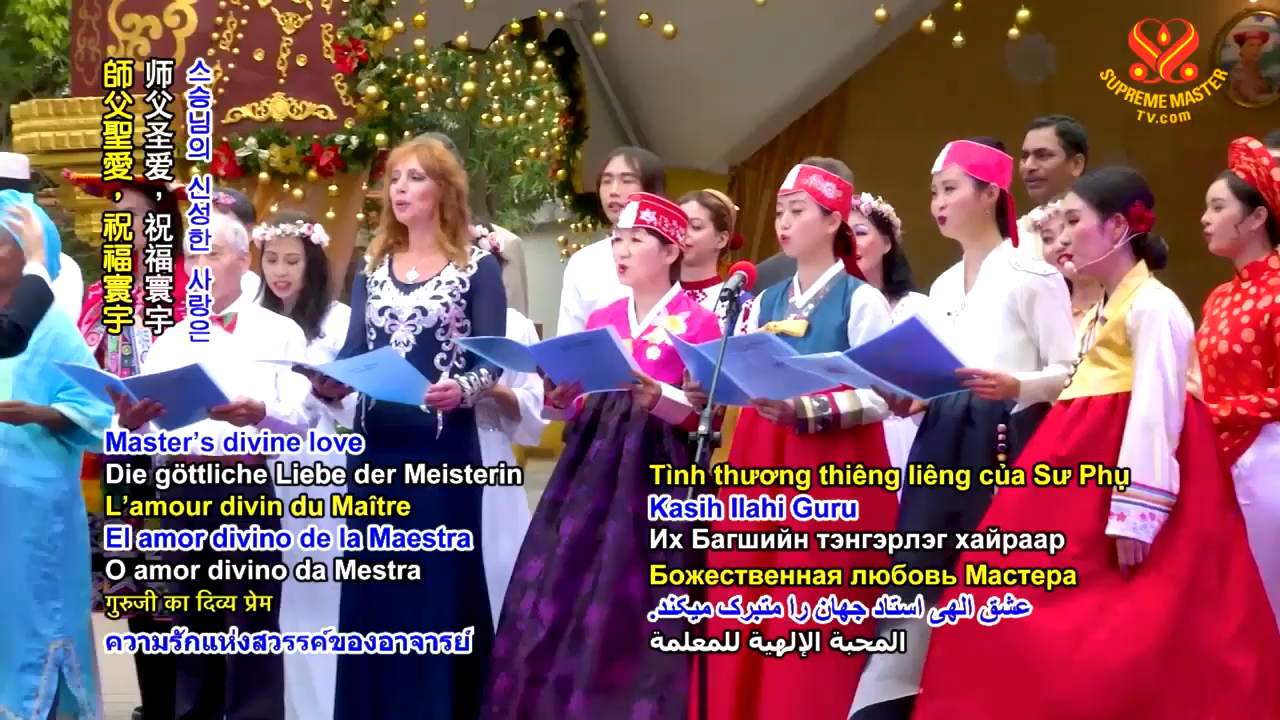 SUPREME MASTER
TV.com
스승님의 신성한 사랑은
师父圣爱，祝福寰宇
師父聖愛，祝福寰宇
Master's divine love
Die göttliche Liebe der Meisterin
L'amour divin du Maître
El amor divino de la Maestra
O amor divino da Mestra
गुरुजी का दिव्य प्रेम
ความรักแห่งสวรรค์ของอาจารย์
Tình thương thiêng liêng của Sư Phụ
Kasih Ilahi Guru
Их Багшийн тэнгэрлэг хайраар
Божественная любовь Мастера
عشق الهی استاد جهان را متبرک میکند.
المحبة الإلهية للمعلمة